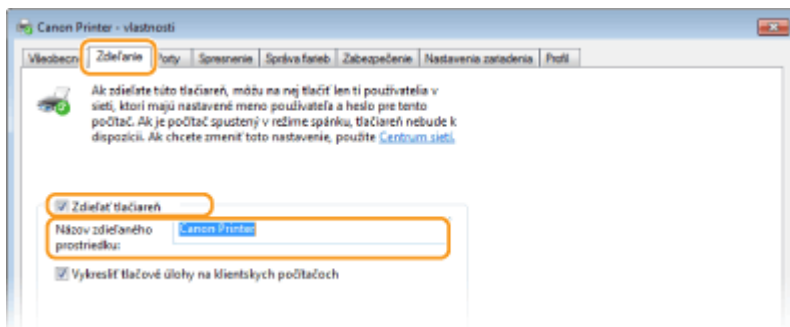 Canon Printer - vlastnosti
Všeobecn Zdieľanie Porty Spresnenie Správa farieb Zabezpečenie Nastavenia zariadenia Profil
Ak zdieľate túto tlačiareň, môžu na nej tlačiť len tí používatelia v
sieti, ktorí majú nastavené meno používateľa a heslo pre tento
počítač. Ak je počítač spustený v režime spánku, tlačiareň nebude k
dispozícii. Ak chcete zmeniť toto nastavenie, použite Centrum sietí.
Zdieľať tlačiareň
Názov zdieľaného Canon Printer
prostriedku:
Vykresliť tlačové úlohy na klientskych počítačoch